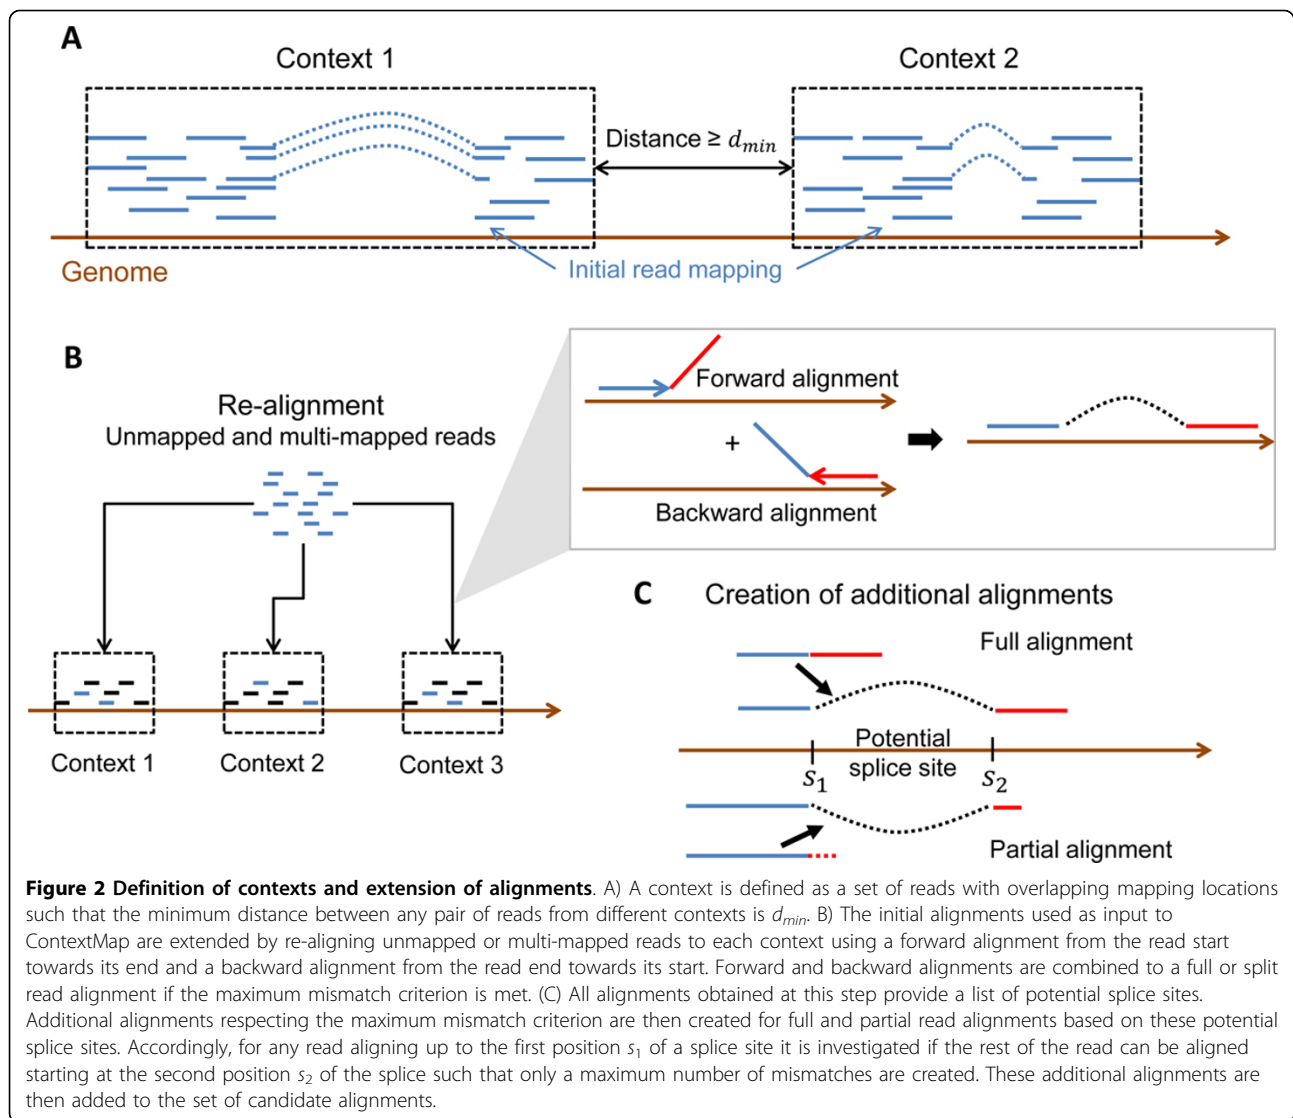 A
Context 1
Context 2
Distance ≥ d_min
Genome
Initial read mapping
B
Re-alignment
Unmapped and multi-mapped reads
Forward alignment
+
Backward alignment
Context 1
Context 2
Context 3
C
Creation of additional alignments
Full alignment
Potential
splice site
S₁
S₂
Partial alignment
Figure 2 Definition of contexts and extension of alignments. A) A context is defined as a set of reads with overlapping mapping locations
such that the minimum distance between any pair of reads from different contexts is d_min. B) The initial alignments used as input to
ContextMap are extended by re-aligning unmapped or multi-mapped reads to each context using a forward alignment from the read start
towards its end and a backward alignment from the read end towards its start. Forward and backward alignments are combined to a full or split
read alignment if the maximum mismatch criterion is met. (C) All alignments obtained at this step provide a list of potential splice sites.
Additional alignments respecting the maximum mismatch criterion are then created for full and partial read alignments based on these potential
splice sites. Accordingly, for any read aligning up to the first position s₁ of a splice site it is investigated if the rest of the read can be aligned
starting at the second position s₂ of the splice such that only a maximum number of mismatches are created. These additional alignments are
then added to the set of candidate alignments.